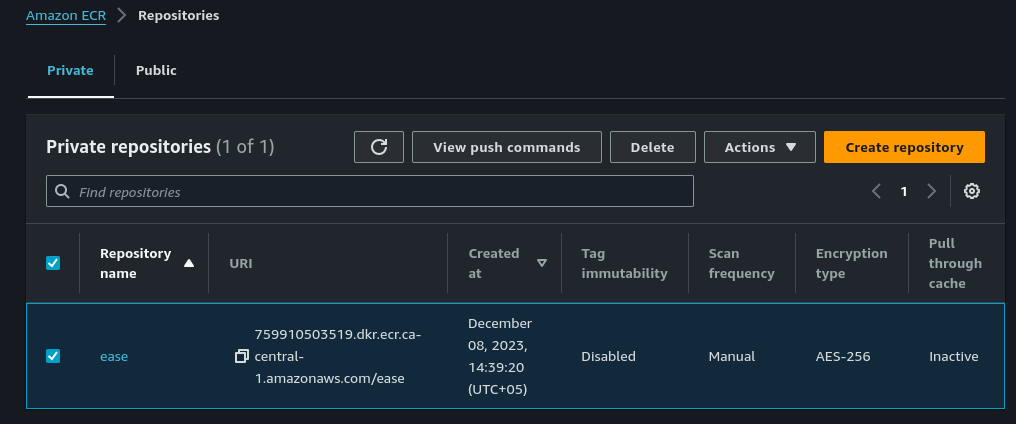 Amazon ECR > Repositories
Private Public
Private repositories (1 of 1) View push commands Delete Actions Create repository
Find repositories 1
Repository name URI Created at Tag immutability Scan frequency Encryption type Pull through cache
ease 759910503519.dkr.ecr.ca-central-1.amazonaws.com/ease December 08, 2023, 14:39:20 (UTC+05) Disabled Manual AES-256 Inactive